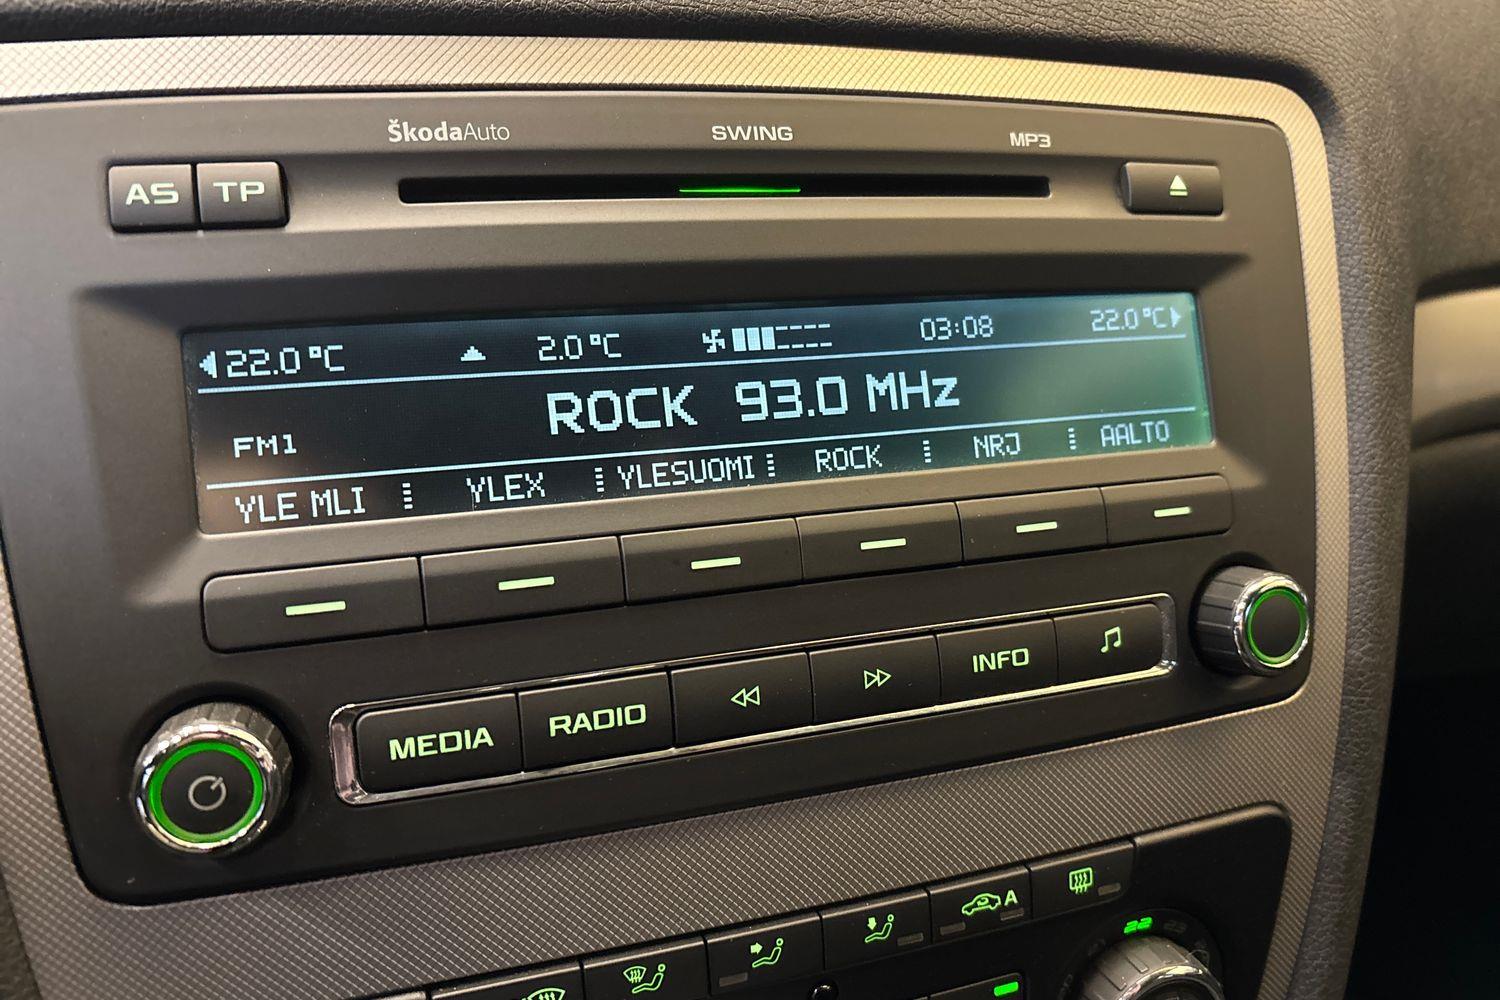 ŠkodaAuto SWING MP3
AS TP
22.0 °C 2.0 °C 03:08 22.0 °C
ROCK 93.0 MHz
FM1
YLE MLI YLEX YLESUOMI ROCK NRJ AALTO
MEDIA RADIO INFO
A
22